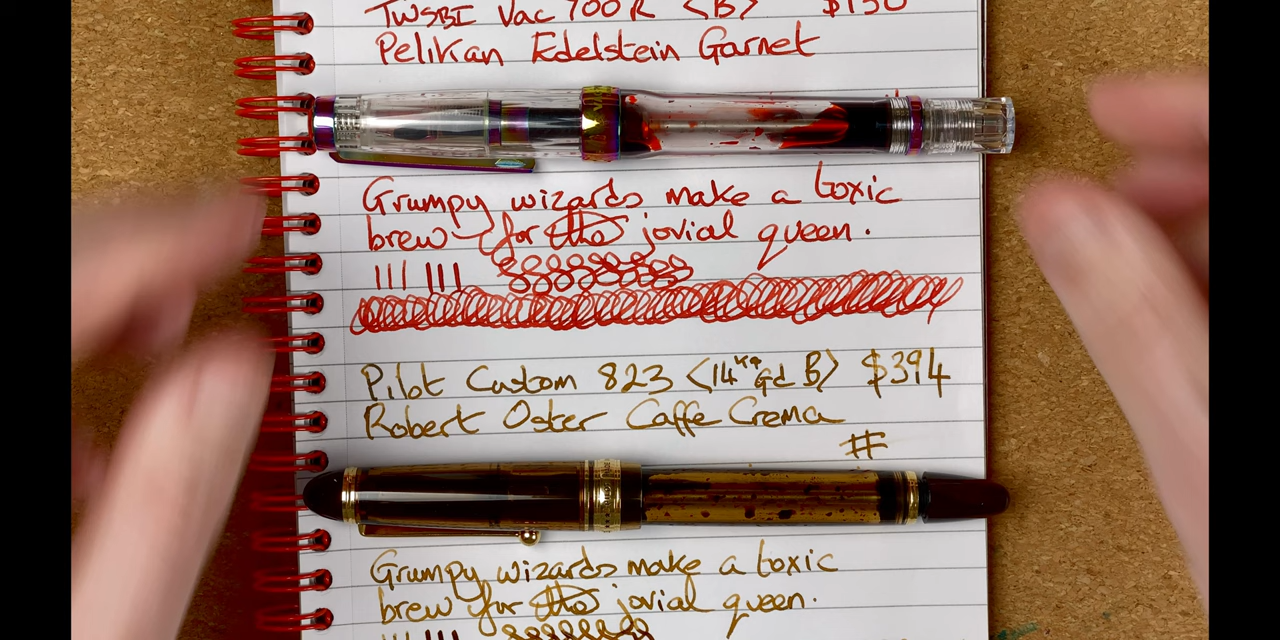 TWSBI Vac 700R <B> $130
Pelikan Edelstein Garnet
Grumpy wizards make a toxic
brew for the jovial queen.
Pilot Custom 823 <14kt gd B> $394
Robert Oster Caffe Crema
#
Grumpy wizards make a toxic
brew for the jovial queen.